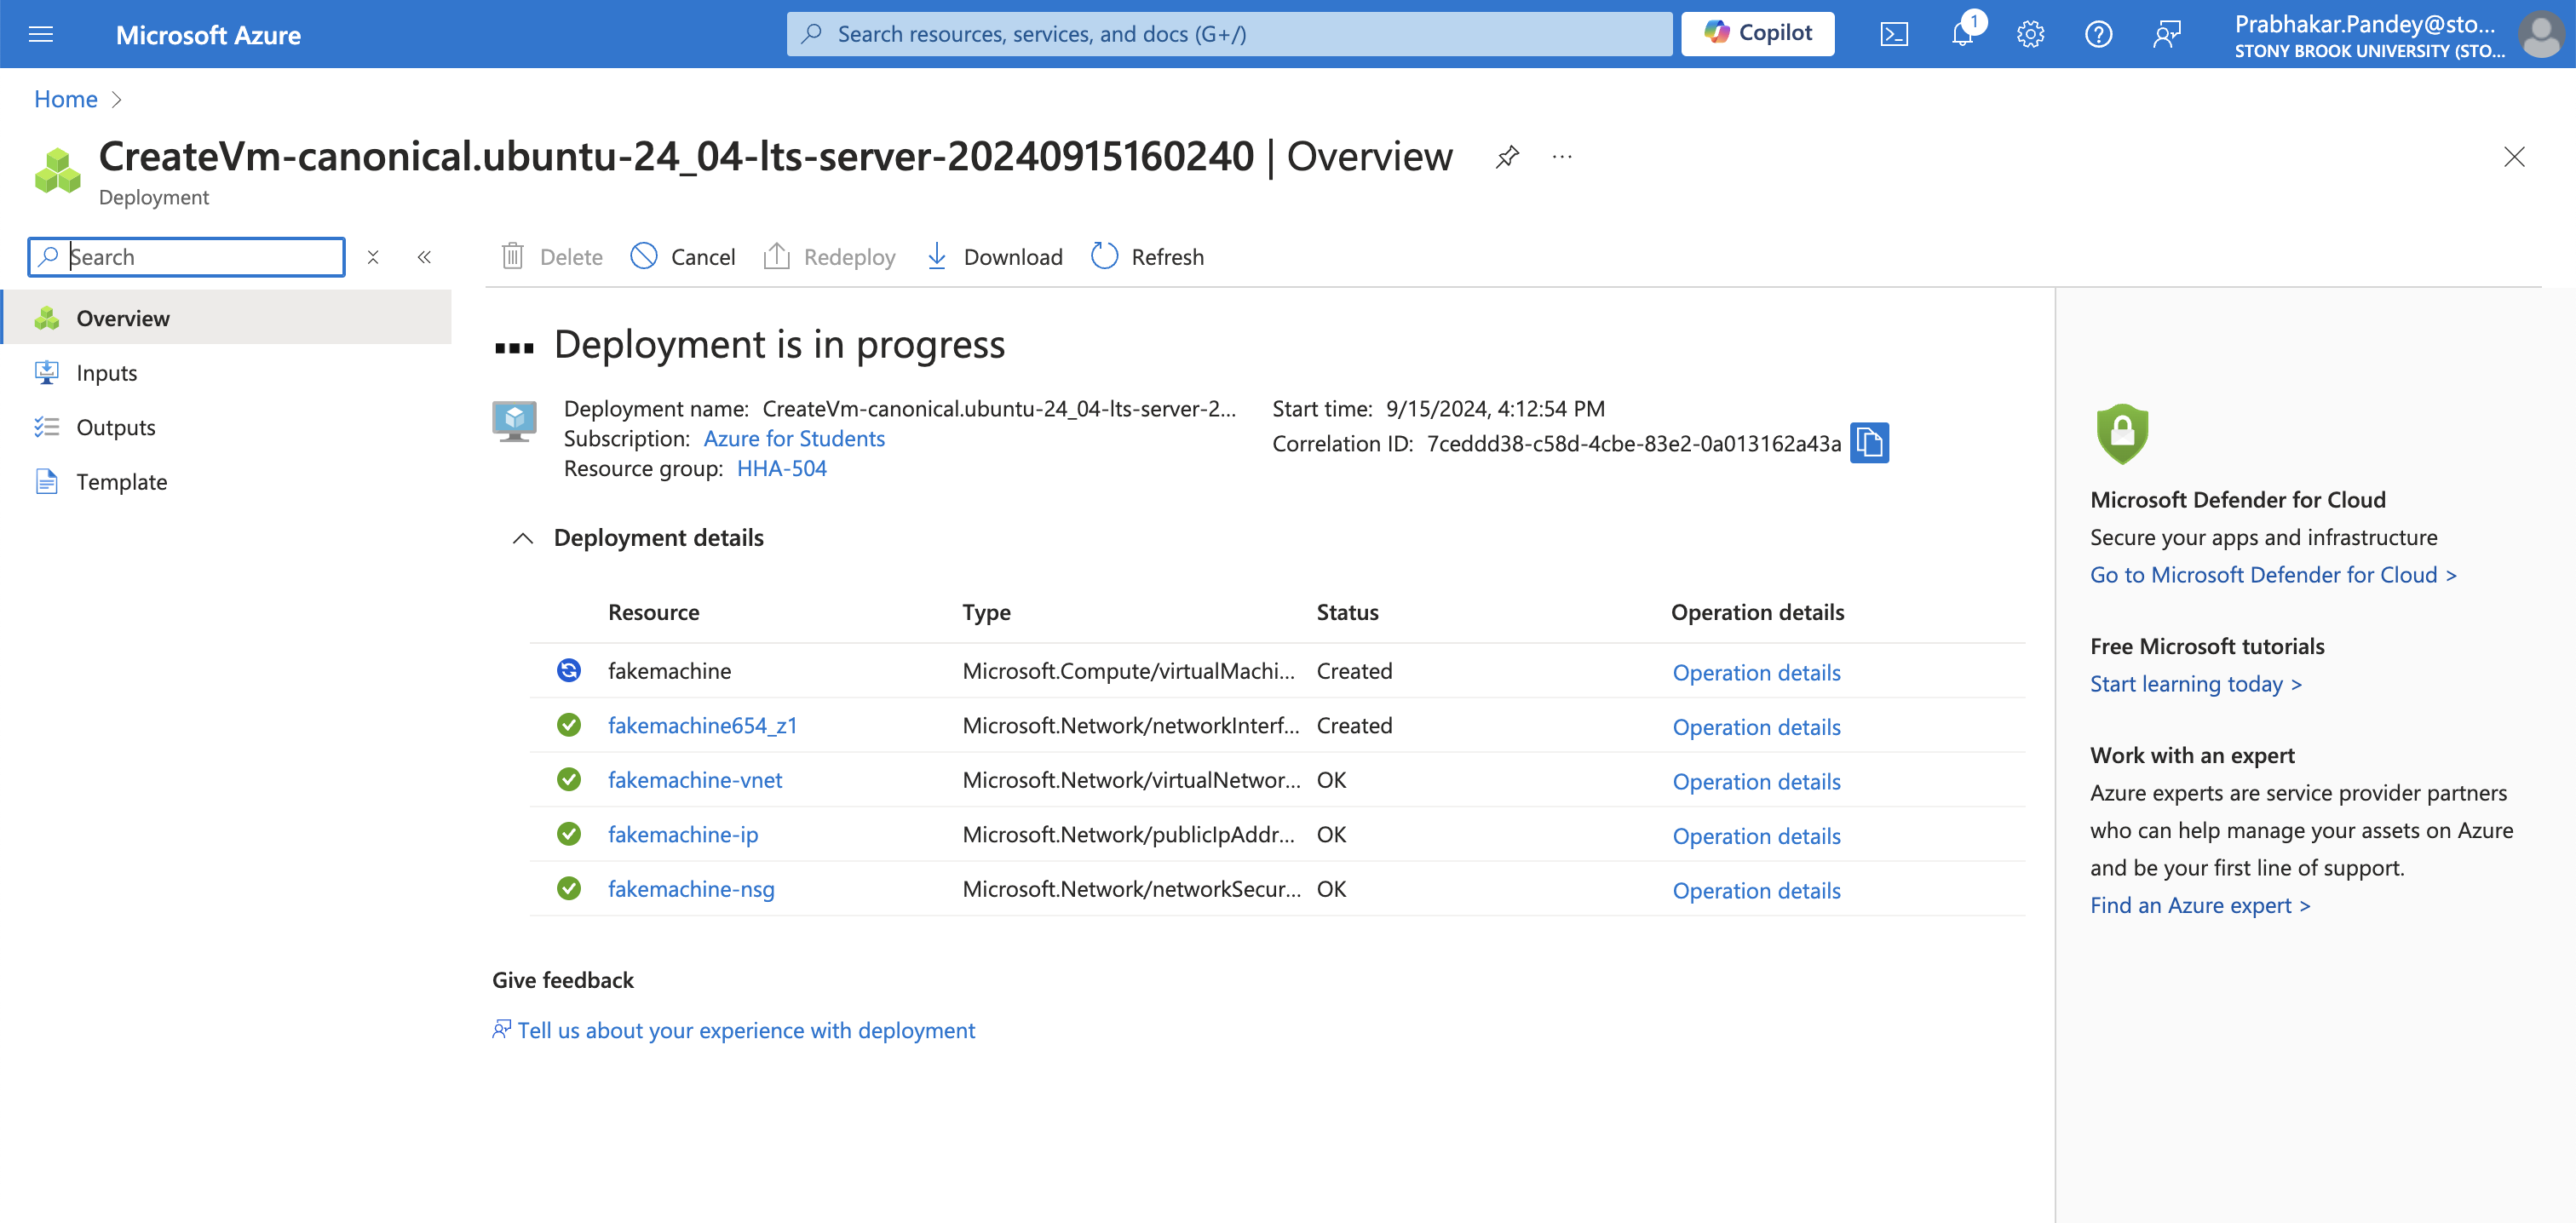 Microsoft Azure
Search resources, services, and docs (G+/)
Copilot
1
Prabhakar.Pandey@sto...
STONY BROOK UNIVERSITY (STO...
Home
CreateVm-canonical.ubuntu-24_04-lts-server-20240915160240 | Overview
Deployment
Search
Delete
Cancel
Redeploy
Download
Refresh
Overview
Inputs
Outputs
Template
Deployment is in progress
Deployment name: CreateVm-canonical.ubuntu-24_04-lts-server-2...
Subscription: Azure for Students
Resource group: HHA-504
Start time: 9/15/2024, 4:12:54 PM
Correlation ID: 7ceddd38-c58d-4cbe-83e2-0a013162a43a
Deployment details
Resource Type Status Operation details
fakemachine Microsoft.Compute/virtualMachi... Created Operation details
fakemachine654_z1 Microsoft.Network/networkInterf... Created Operation details
fakemachine-vnet Microsoft.Network/virtualNetwor... OK Operation details
fakemachine-ip Microsoft.Network/publicIpAddr... OK Operation details
fakemachine-nsg Microsoft.Network/networkSecur... OK Operation details
Give feedback
Tell us about your experience with deployment
Microsoft Defender for Cloud
Secure your apps and infrastructure
Go to Microsoft Defender for Cloud >
Free Microsoft tutorials
Start learning today >
Work with an expert
Azure experts are service provider partners
who can help manage your assets on Azure
and be your first line of support.
Find an Azure expert >